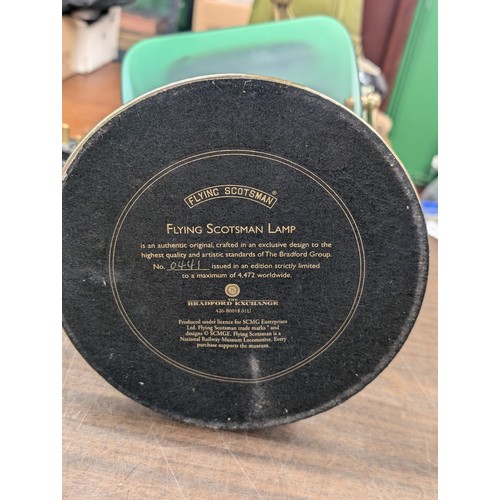 FLYING SCOTSMAN
FLYING SCOTSMAN LAMP
is an authentic original, crafted in an exclusive design to the
highest quality and artistic standards of The Bradford Group.
No. 0441 issued in an edition strictly limited
to a maximum of 4,472 worldwide.
THE
BRADFORD EXCHANGE
Produced under licence for SCMG Enterprises
Ltd. Flying Scotsman trade marks ® and
designs © SCMGE. Flying Scotsman is a
National Railway Museum Locomotive. Every
purchase supports the museum.